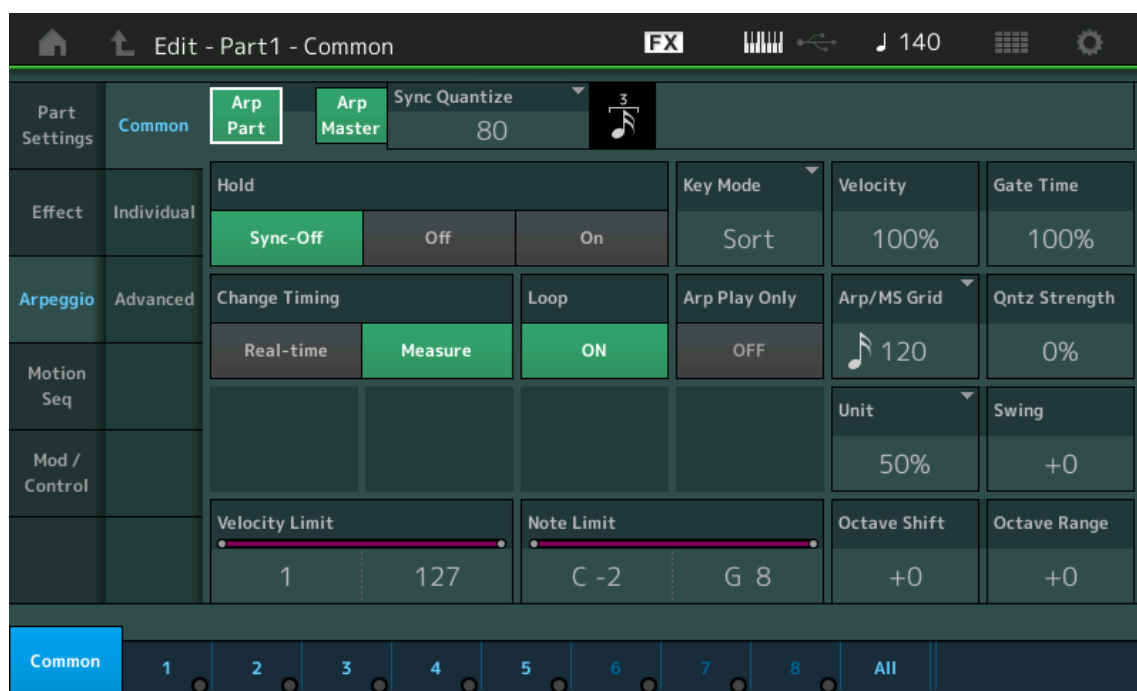 Edit - Part1 - Common
FX
140
Part
Settings
Common
Arp
Part
Arp
Master
Sync Quantize
80
3
Effect
Individual
Hold
Sync-Off
Off
On
Key Mode
Sort
Velocity
100%
Gate Time
100%
Arpeggio
Advanced
Change Timing
Real-time
Measure
Loop
ON
Arp Play Only
OFF
Arp/MS Grid
120
Qntz Strength
0%
Motion
Seq
Unit
50%
Swing
+0
Mod /
Control
Velocity Limit
1
127
Note Limit
C -2
G 8
Octave Shift
+0
Octave Range
+0
Common
1
2
3
4
5
6
7
8
All